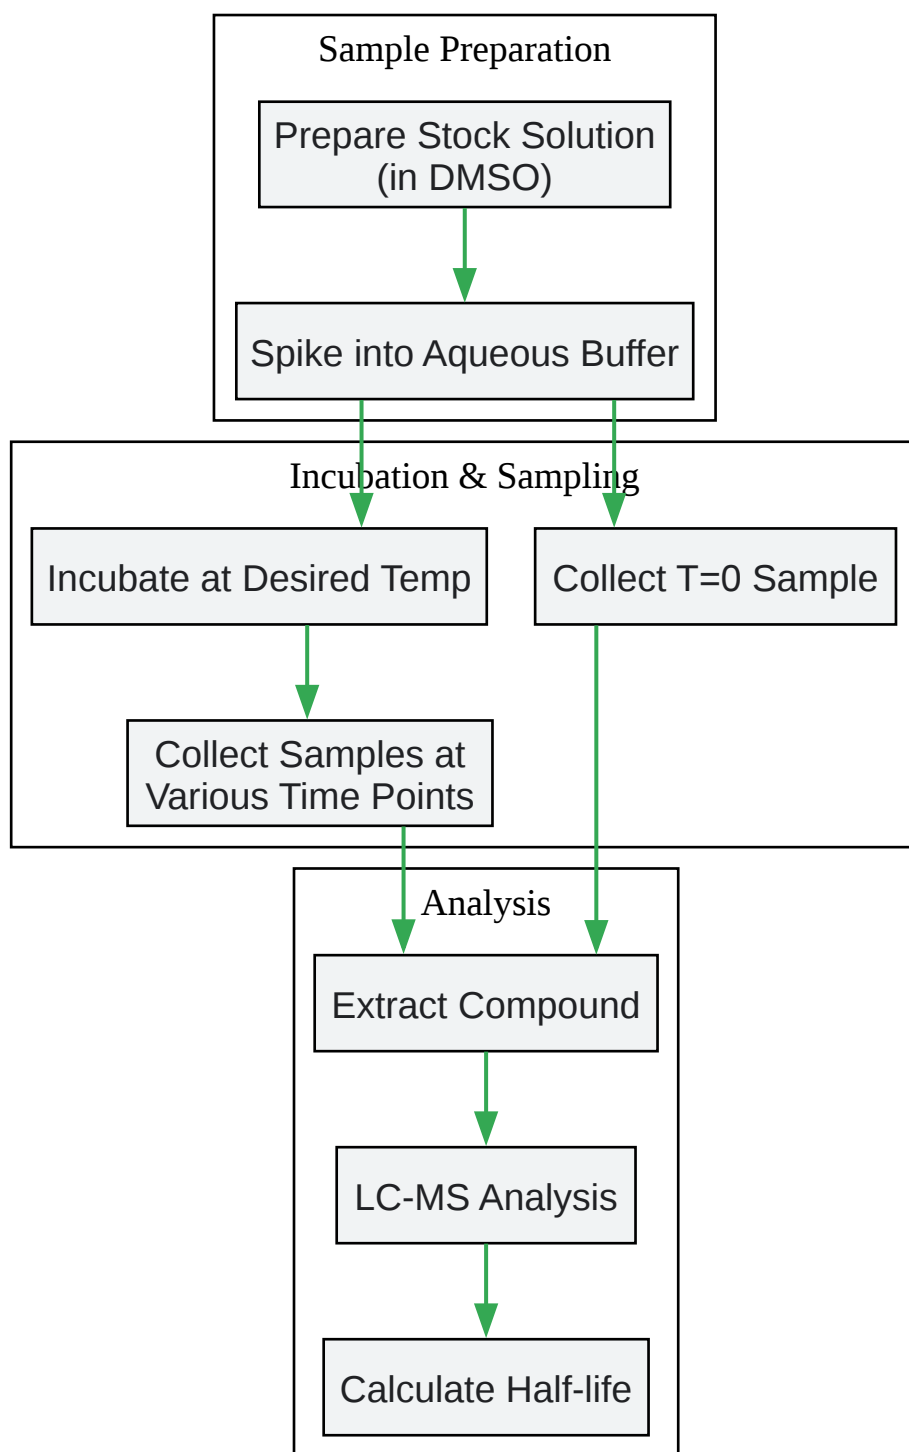 Sample Preparation
Prepare Stock Solution
(in DMSO)
Spike into Aqueous Buffer
Incubation & Sampling
Incubate at Desired Temp
Collect T=0 Sample
Collect Samples at
Various Time Points
Analysis
Extract Compound
LC-MS Analysis
Calculate Half-life